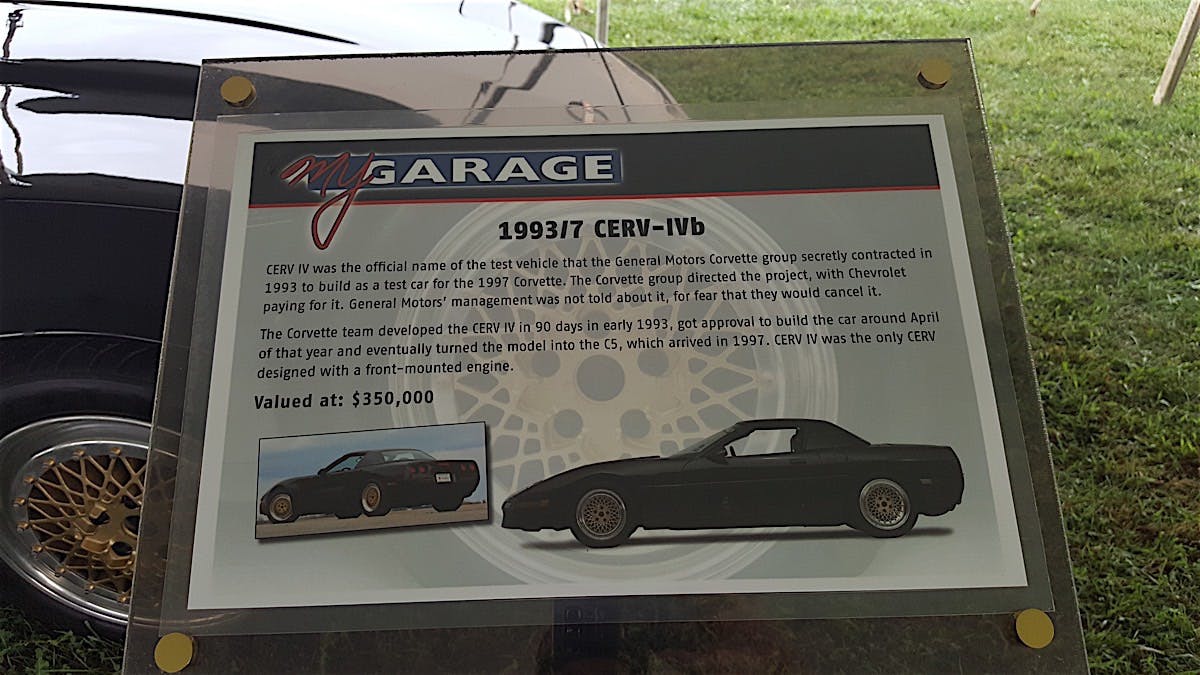 my GARAGE
1993/7 CERV-IVb
CERV IV was the official name of the test vehicle that the General Motors Corvette group secretly contracted in
1993 to build as a test car for the 1997 Corvette. The Corvette group directed the project, with Chevrolet
paying for it. General Motors' management was not told about it, for fear that they would cancel it.
The Corvette team developed the CERV IV in 90 days in early 1993, got approval to build the car around April
of that year and eventually turned the model into the C5, which arrived in 1997. CERV IV was the only CERV
designed with a front-mounted engine.
Valued at: $350,000